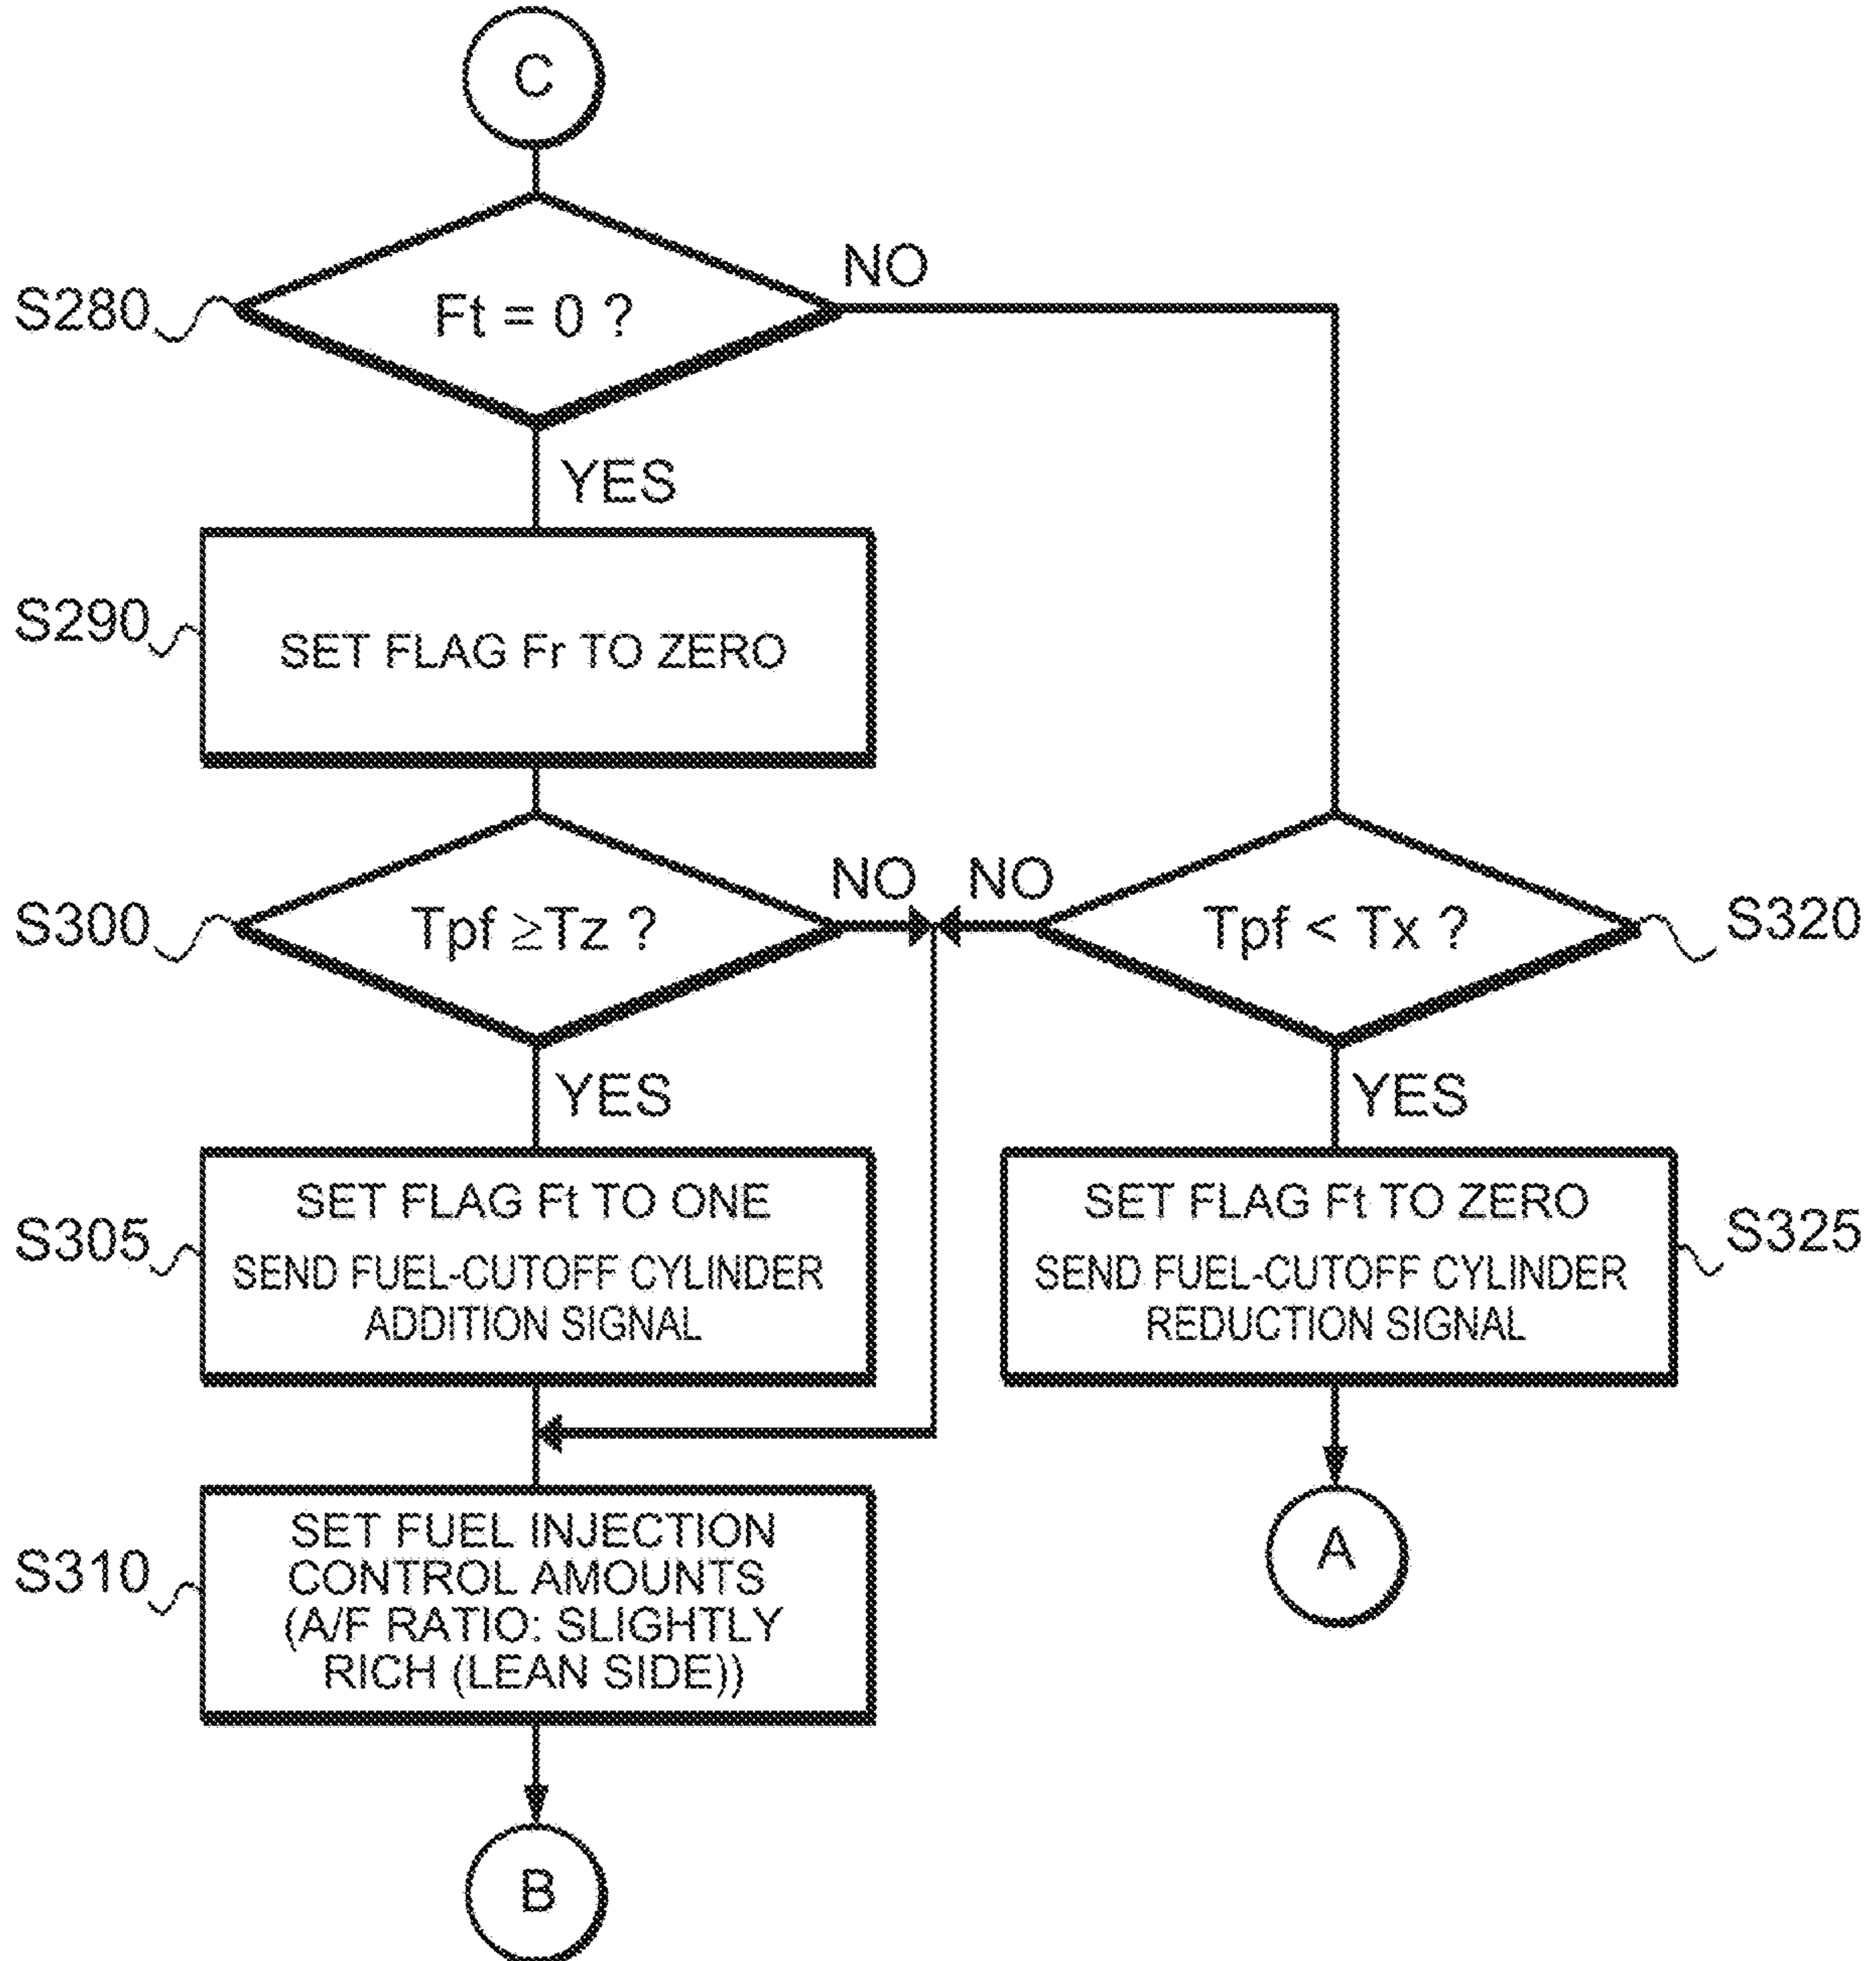 C
NO
S280
Ft = 0 ?
YES
S290
SET FLAG Fr TO ZERO
NO
NO
S300
Tpf ≥Tz ?
Tpf < Tx ?
S320
YES
YES
S305
SET FLAG Ft TO ONE
SEND FUEL-CUTOFF CYLINDER
ADDITION SIGNAL
SET FLAG Ft TO ZERO
SEND FUEL-CUTOFF CYLINDER
REDUCTION SIGNAL
S325
S310
SET FUEL INJECTION
CONTROL AMOUNTS
(A/F RATIO: SLIGHTLY
RICH (LEAN SIDE))
A
B